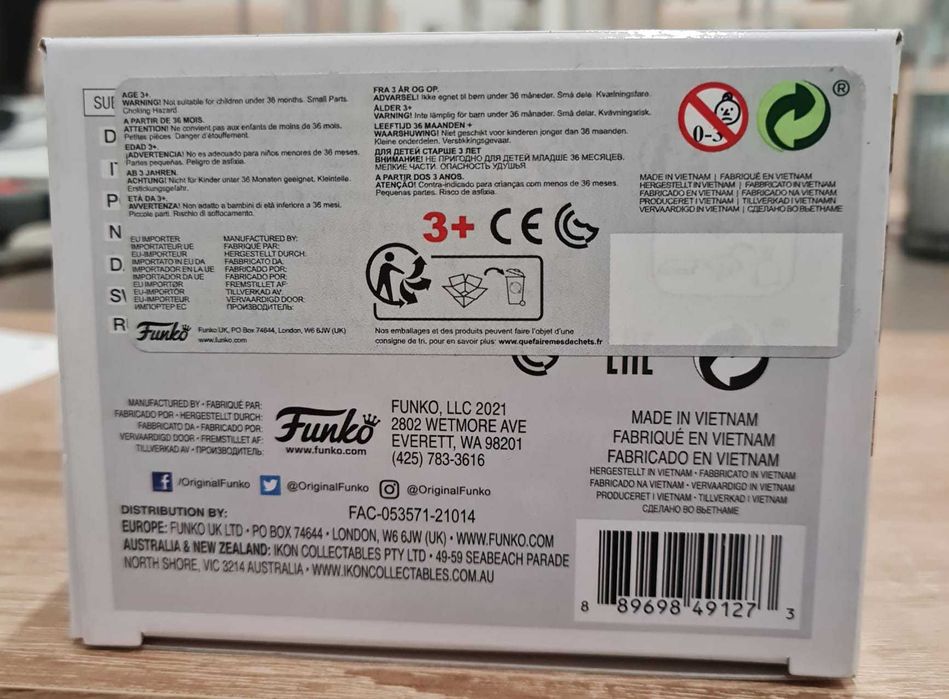 SU
D
IT
P
N
D
SV
R
AGE 3+.
WARNING! Not suitable for children under 36 months. Small Parts.
Choking Hazard
A PARTIR DE 36 MOIS.
ATTENTION! Ne convient pas aux enfants de moins de 36 mois.
Petites pièces. Danger d'étouffement.
EDAD 3+.
¡ADVERTENCIA! No es adecuado para niños menores de 36 meses.
Partes pequeñas. Peligro de asfixia.
AB 3 JAHREN.
ACHTUNG! Nicht für Kinder unter 36 Monaten geeignet. Kleinteile.
Erstickungsgefahr.
ETÀ DA 3+.
AVVERTENZA! Non adatto a bambini di età inferiore a 36 mesi.
Piccole parti. Rischio di soffocamento.
FRA 3 ÅR OG OP.
ADVARSEL! Ikke egnet til børn under 36 måneder. Små dele. Kvælningsfare.
ÅLDER 3+
VARNING! Inte lämplig för barn under 36 månader. Små delar. Kvävningsrisk.
LEEFTIJD 36 MAANDEN +
WAARSHUWING! Niet geschikt voor kinderen jonger dan 36 maanden.
Kleine onderdelen. Verstikkingsgevaar.
ДЛЯ ДЕТЕЙ СТАРШЕ 3 ЛЕТ
ВНИМАНИЕ! НЕ ПРИГОДНО ДЛЯ ДЕТЕЙ МЛАДШЕ 36 МЕСЯЦЕВ.
МЕЛКИЕ ЧАСТИ. ОПАСНОСТЬ УДУШЬЯ.
A PARTIR DOS 3 ANOS.
ATENÇÃO! Contra-indicado para crianças com menos de 36 meses.
Pequenas partes. Risco de asfixia.
0-3
®
MADE IN VIETNAM | FABRIQUÉ EN VIETNAM
HERGESTELLT IN VIETNAM | FABBRICATO IN VIETNAM
FABRICADO EN VIETNAM | FABRICADO NA VIETNAM
PRODUCERET I VIETNAM | TILLVERKAD I VIETNAMN
VERVAARDIGD IN VIETNAM | СДЕЛАНО ВО ВЬЕТНАМЕ
3+ CE
EU IMPORTER
IMPORTATEUR UE
EU-IMPORTEUR
IMPORTATO IN EU DA
IMPORTADOR EN LA UE
IMPORTADOR DA UE
EU IMPORTØR
EU-IMPORTÖR
EU-IMPORTEUR
ИМПОРТЕР ЕС
MANUFACTURED BY:
FABRIQUÉ PAR:
HERGESTELLT DURCH:
FABBRICATO DA:
FABRICADO POR:
FABRICADO POR:
FREMSTILLET AF:
TILLVERKAD AV:
VERVAARDIGD DOOR:
ПРОИЗВОДИТЕЛЬ:
Funko
Funko UK, PO Box 74644, London, W6 6JW (UK)
www.funko.com
Nos emballages et des produits peuvent faire l'objet d'une
consigne de tri, pour en savoir plus: www.quefairemesdechets.fr
MANUFACTURED BY • FABRIQUÉ PAR:
FABRICADO POR • HERGESTELLT DURCH:
FABBRICATO DA • FABRICADO POR:
VERVAARDIGD DOOR • FREMSTILLET AF:
TILLVERKAD AV • ПРОИЗВОДИТЕЛЬ:
Funko
www.funko.com
FUNKO, LLC 2021
2802 WETMORE AVE
EVERETT, WA 98201
(425) 783-3616
MADE IN VIETNAM
FABRIQUÉ EN VIETNAM
FABRICADO EN VIETNAM
HERGESTELLT IN VIETNAM • FABBRICATO IN VIETNAM
FABRICADO NA VIETNAM • VERVAARDIGD IN VIETNAM
PRODUCERET I VIETNAM • TILLVERKAD I VIETNAM
СДЕЛАНО ВО ВЬЕТНАМЕ
/OriginalFunko @OriginalFunko @OriginalFunko
FAC-053571-21014
DISTRIBUTION BY:
EUROPE: FUNKO UK LTD • PO BOX 74644 • LONDON, W6 6JW (UK) • WWW.FUNKO.COM
AUSTRALIA & NEW ZEALAND: IKON COLLECTABLES PTY LTD • 49-59 SEABEACH PARADE
NORTH SHORE, VIC 3214 AUSTRALIA • WWW.IKONCOLLECTABLES.COM.AU
8 89698 49127 3